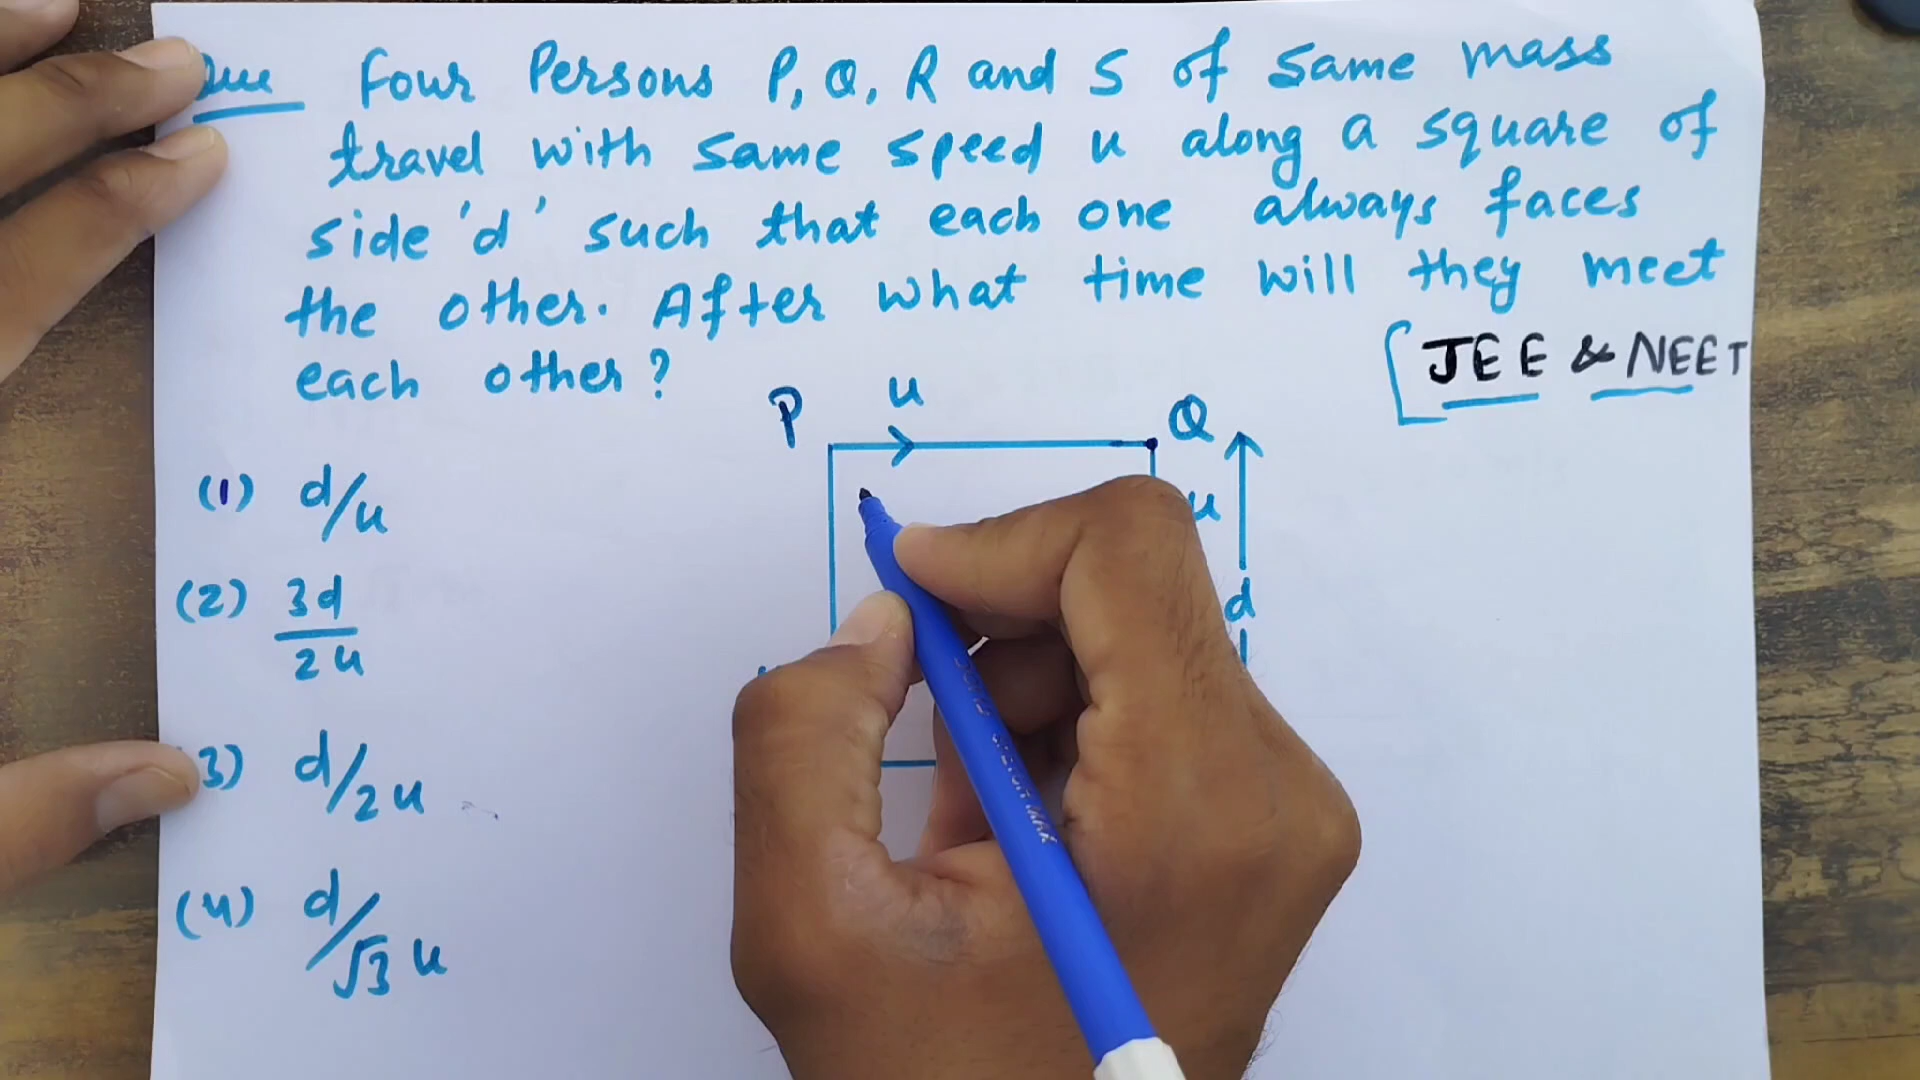 Que Four Persons P, Q, R and S of same mass
travel with same speed u along a square of
side 'd' such that each one always faces
the other. After what time will they meet
each other?
[JEE & NEET
P u Q
(1) d/u
u
d
(2) 3d/2u
3) d/2u
(4) d/√3 u